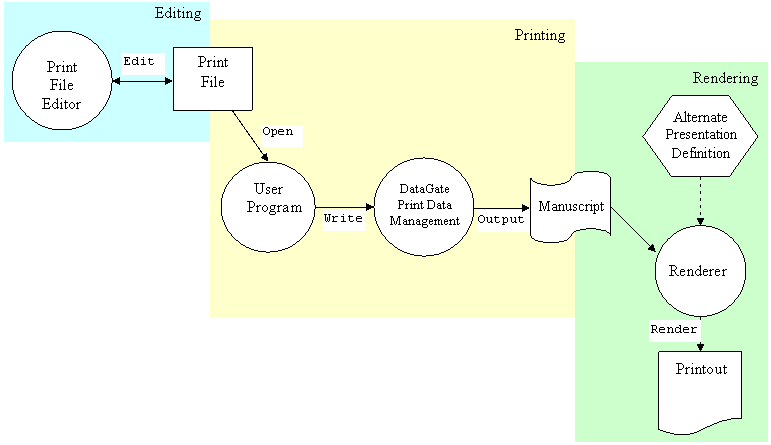 Editing
Print
File
Editor
Edit
Print
File
Printing
Open
User
Program
Write
DataGate
Print Data
Management
Output
Manuscript
Rendering
Alternate
Presentation
Definition
Renderer
Render
Printout